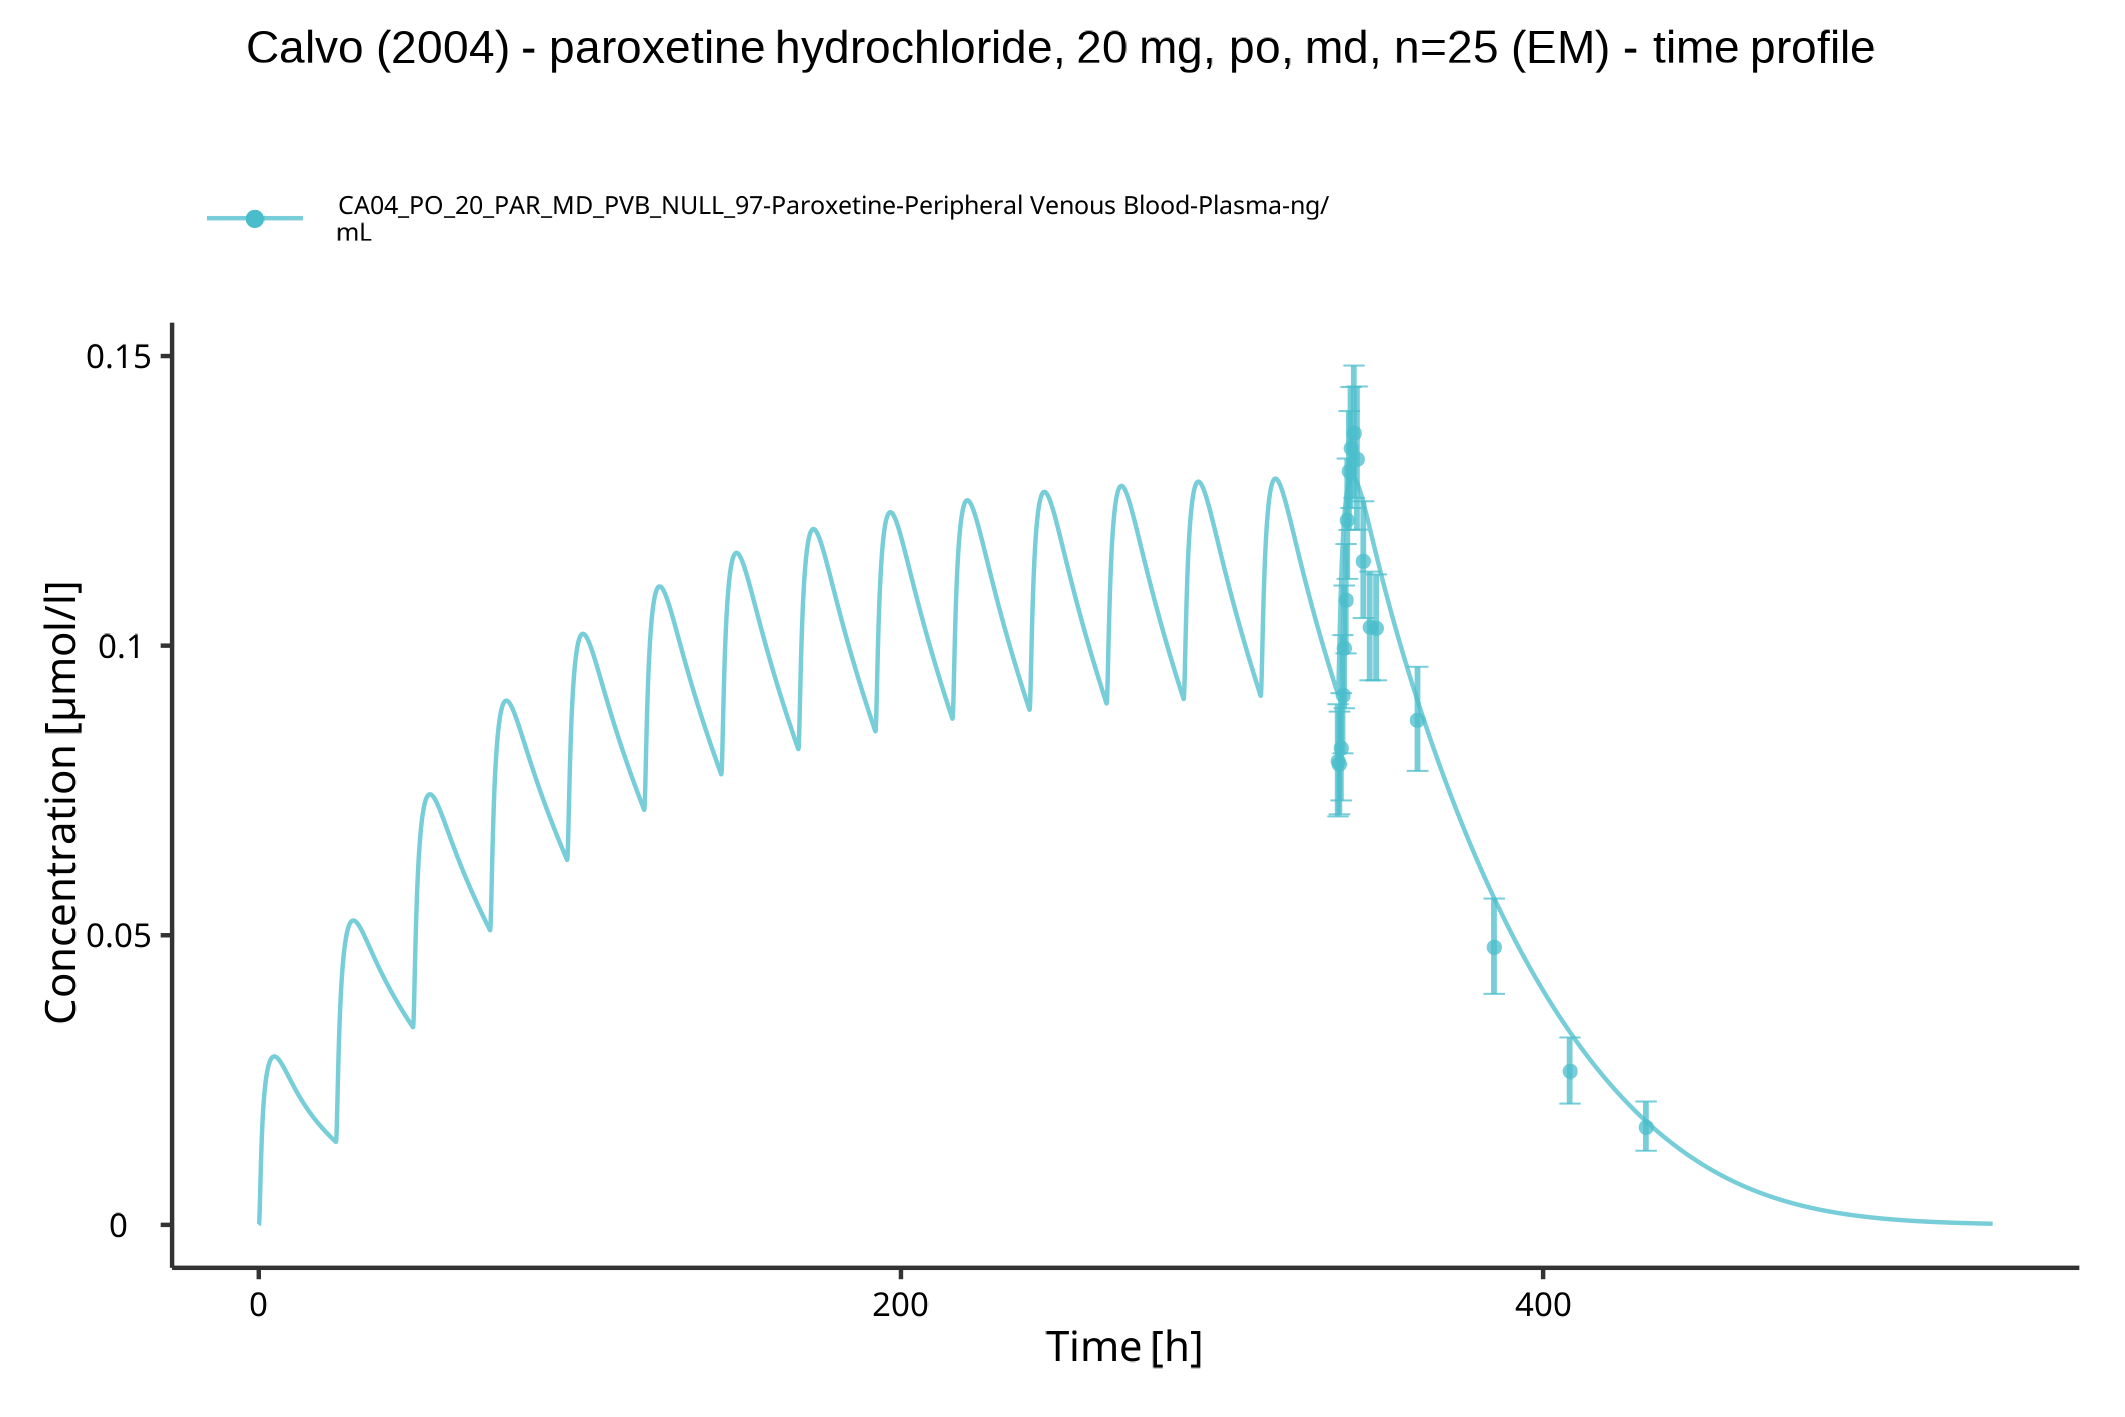 Calvo (2004) - paroxetine hydrochloride, 20 mg, po, md, n=25 (EM) - time profile
CA04_PO_20_PAR_MD_PVB_NULL_97-Paroxetine-Peripheral Venous Blood-Plasma-ng/
mL
0.15
0.1
0.05
0
Concentration [µmol/l]
0
200
400
Time [h]